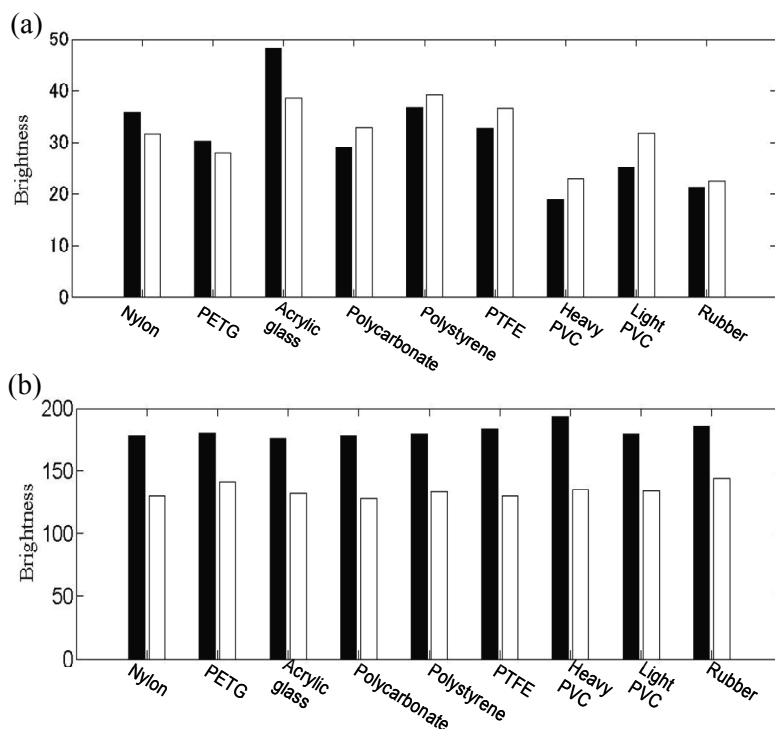 (a)
50
40
30
20
10
0
Brightness
Nylon
PETG
Acrylic
glass
Polycarbonate
Polystyrene
PTFE
Heavy
PVC
Light
PVC
Rubber
(b)
200
150
100
50
0
Brightness
Nylon
PETG
Acrylic
glass
Polycarbonate
Polystyrene
PTFE
Heavy
PVC
Light
PVC
Rubber